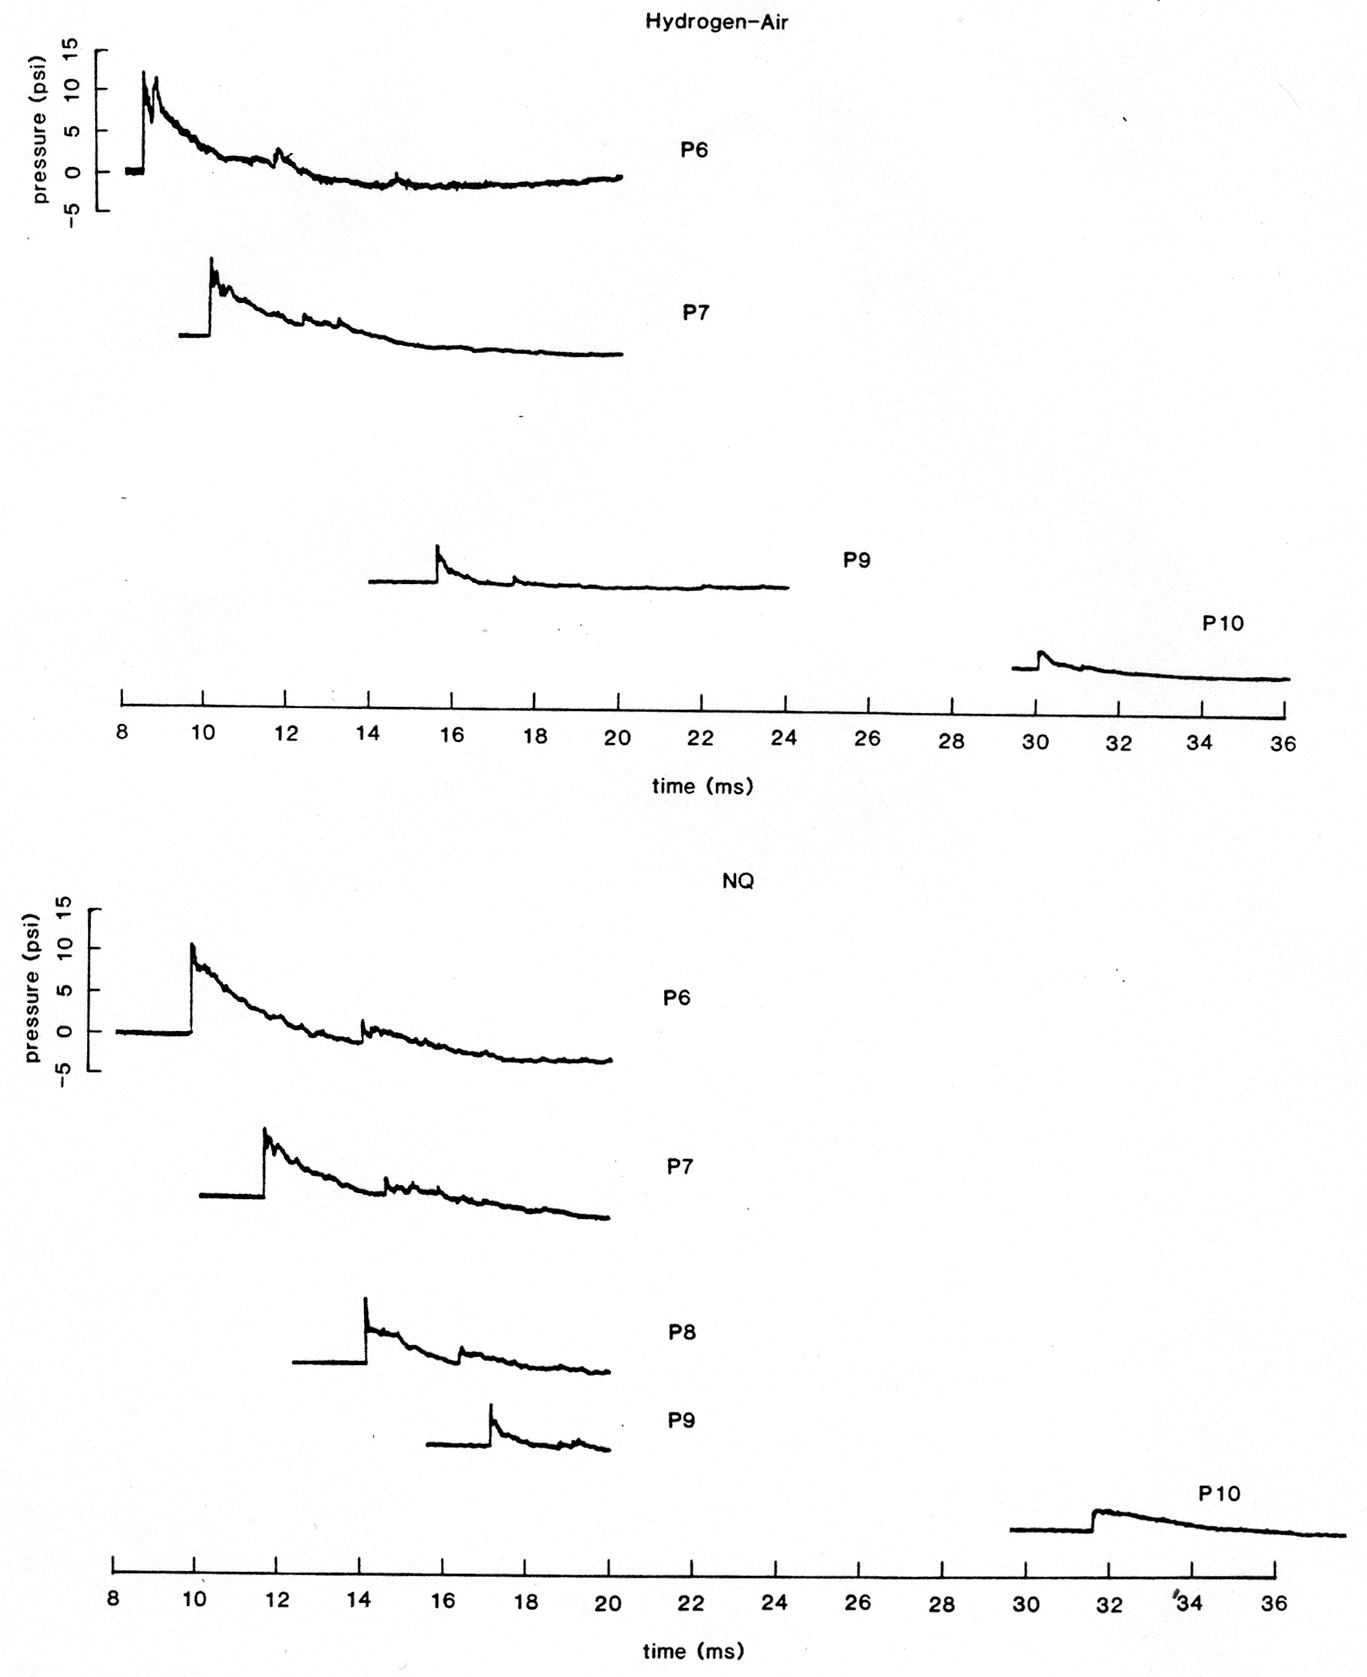 Hydrogen-Air
pressure (psi)
15
10
5
0
-5
P6
P7
P9
P10
8 10 12 14 16 18 20 22 24 26 28 30 32 34 36
time (ms)
NQ
pressure (psi)
15
10
5
0
-5
P6
P7
P8
P9
P10
8 10 12 14 16 18 20 22 24 26 28 30 32 34 36
time (ms)